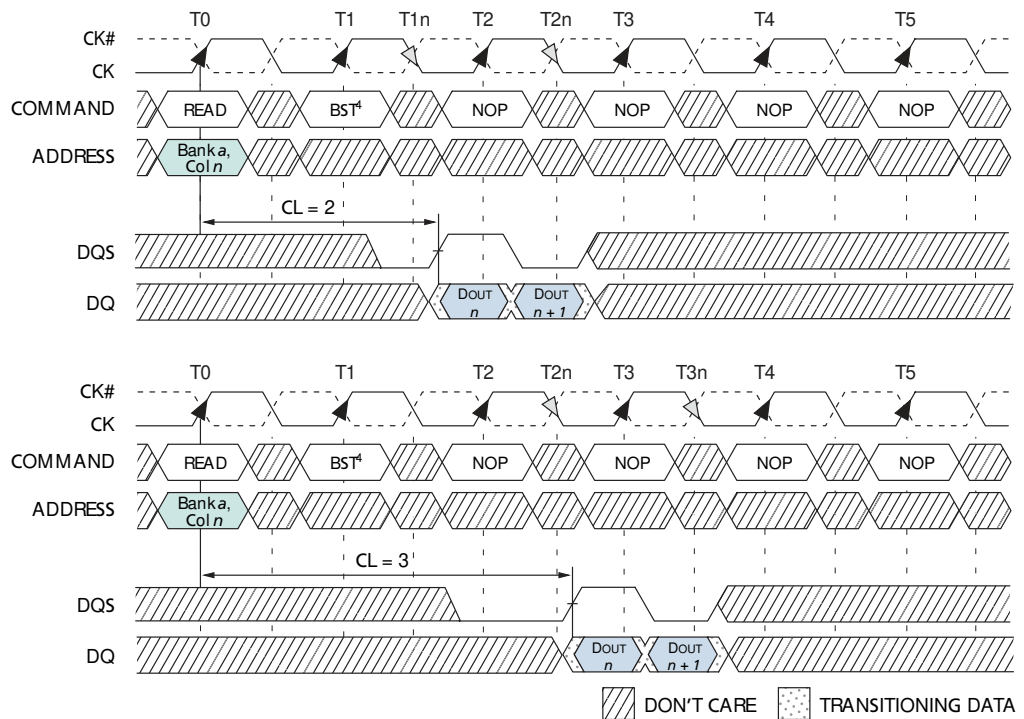 T0 T1 T1n T2 T2n T3 T4 T5
CK#
CK
COMMAND READ BST4 NOP NOP NOP NOP
ADDRESS Bank a,
Col n
CL = 2
DQS
DQ DOUT DOUT
n n + 1
T0 T1 T2 T2n T3 T3n T4 T5
CK#
CK
COMMAND READ BST4 NOP NOP NOP NOP
ADDRESS Bank a,
Col n
CL = 3
DQS
DQ DOUT DOUT
n n + 1
DON'T CARE TRANSITIONING DATA